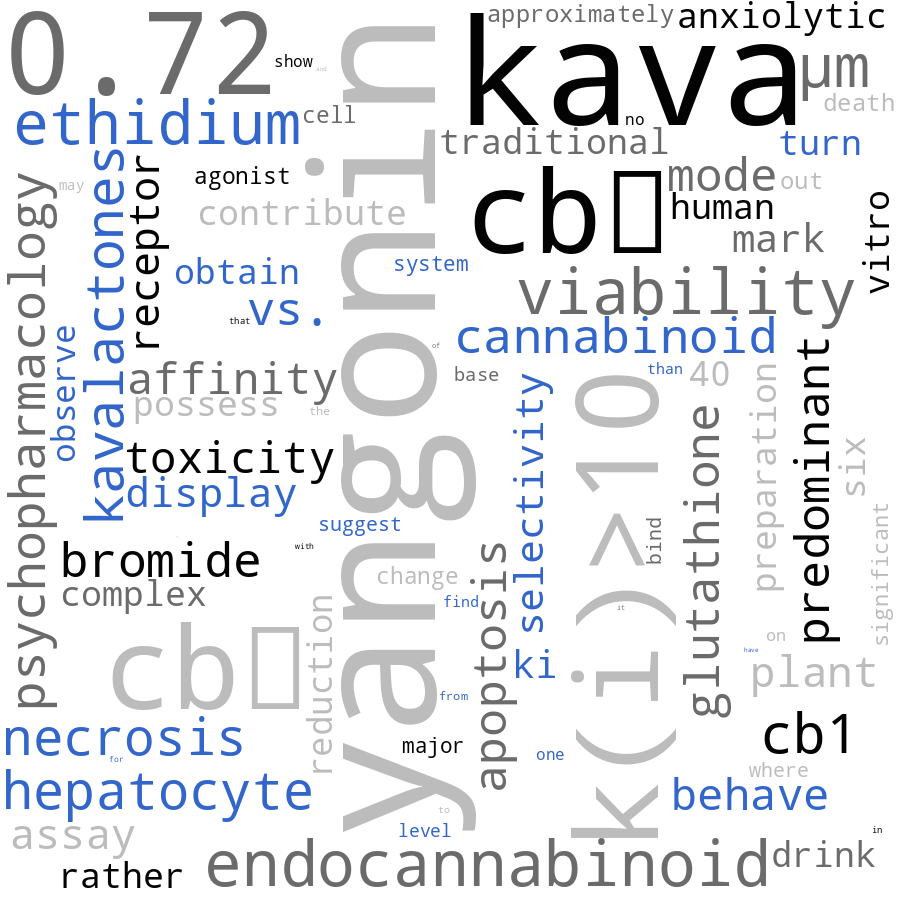 approximately
anxiolytic
0.72
show
and
kava
µm
death
ethidium
cell
no
traditional
turn
yangonin
kavalactones
receptor
psychopharmacology
may
agonist
contribute
cb▯
mode
out
human
mark
vitro
obtain
system
that
vs.
viability
observe
cannabinoid
of
affinity
base
than
40
possess
the
selectivity
k(i)>10
glutathione
preparation
predominant
six
toxicity
display
suggest
significant
bromide
with
complex
change
find
apoptosis
bind
it
cb▯
reduction
on
have
ki
plant
from
necrosis
for
major
one
cb1
where
hepatocyte
behave
to
assay
level
in
rather
endocannabinoid
drink